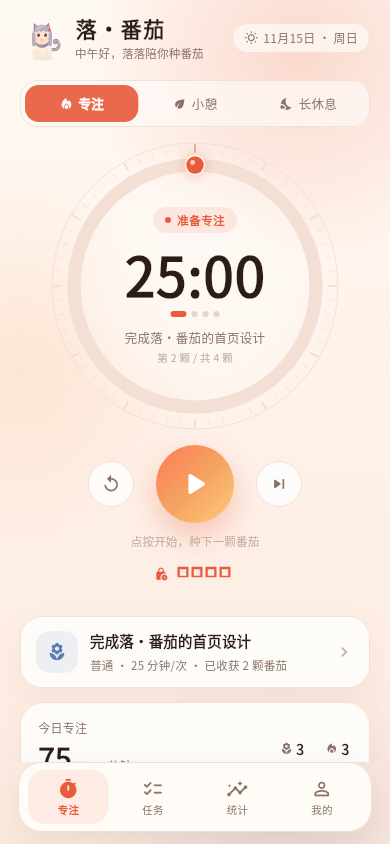 落·番茄
中午好，落落陪你种番茄
11月15日 · 周日
专注
小憩
长休息
准备专注
25:00
完成落·番茄的首页设计
第 2 颗 / 共 4 颗
点按开始，种下一颗番茄
完成落·番茄的首页设计
普通 · 25 分钟/次 · 已收获 2 颗番茄
今日专注
75
3
3
专注
任务
统计
我的